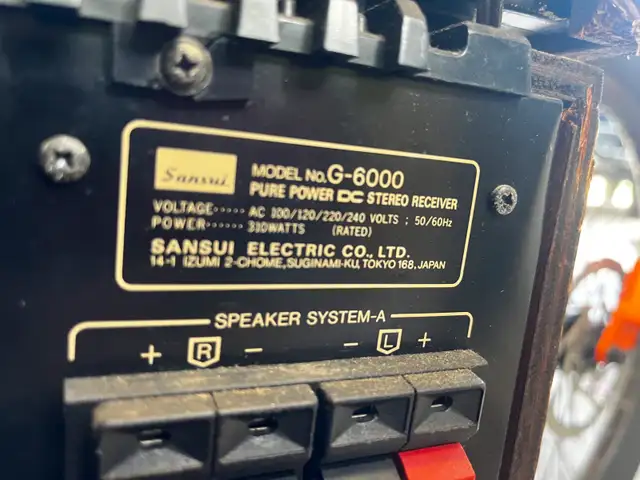 Sansui
MODEL No. G-6000
PURE POWER DC STEREO RECEIVER
VOLTAGE····· AC 100/120/220/240 VOLTS ; 50/60Hz
POWER······ 310WATTS (RATED)
SANSUI ELECTRIC CO., LTD.
14-1 IZUMI 2-CHOME, SUGINAMI-KU, TOKYO 168, JAPAN
SPEAKER SYSTEM-A
+ R - - L +